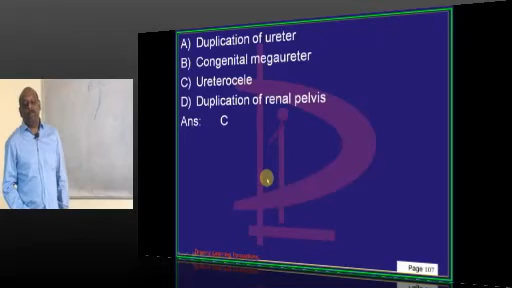 A) Duplication of ureter
B) Congenital megaureter
C) Ureterocele
D) Duplication of renal pelvis
Ans: C
Page 107